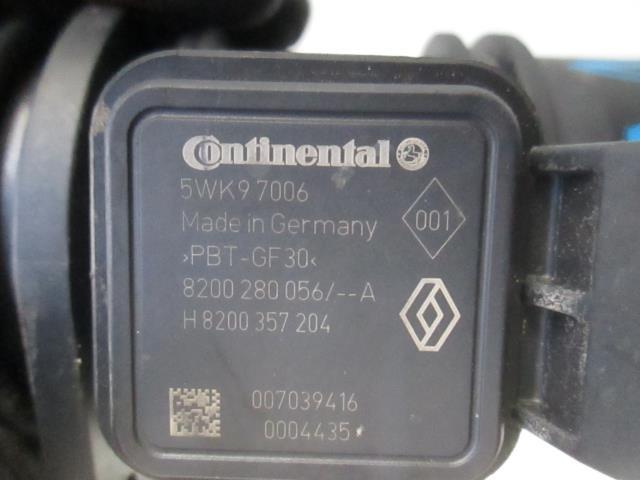 Continental
5WK9 7006
Made in Germany
001
›PBT-GF30‹
8200 280 056/--A
H 8200 357 204
007039416
0004435*